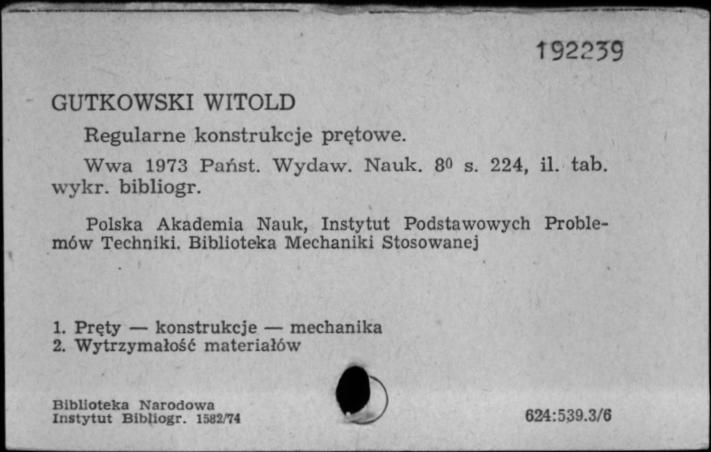 192239
GUTKOWSKI WITOLD
Regularne konstrukcje prętowe.
Wwa 1973 Państ. Wydaw. Nauk. 8⁰ s. 224, il. tab.
wykr. bibliogr.
Polska Akademia Nauk, Instytut Podstawowych Proble-
mów Techniki. Biblioteka Mechaniki Stosowanej
1. Pręty — konstrukcje — mechanika
2. Wytrzymałość materiałów
Biblioteka Narodowa
Instytut Bibliogr. 1582/74
624:539.3/6